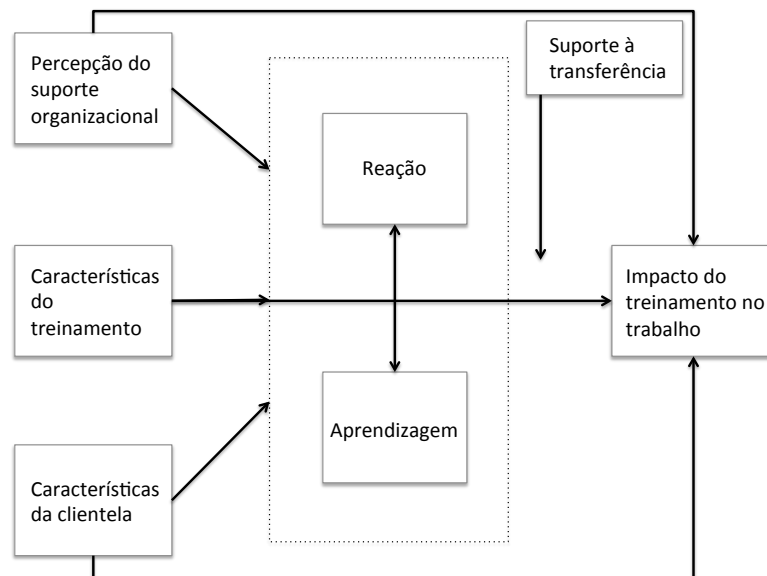 Percepção do
suporte
organizacional
Suporte à
transferência
Reação
Características
do
treinamento
Impacto do
treinamento no
trabalho
Aprendizagem
Características
da clientela